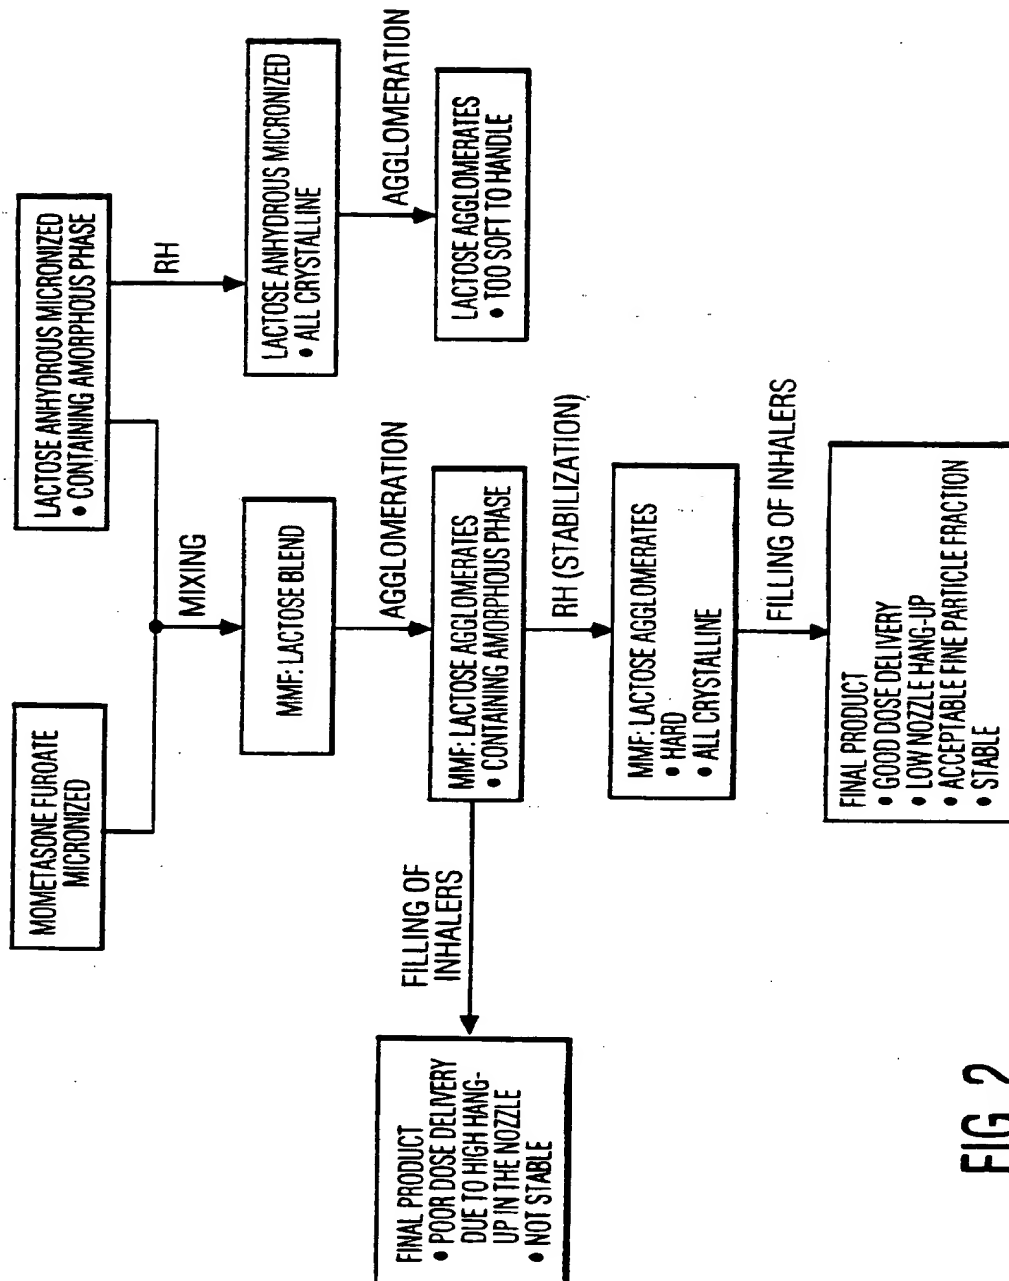 MOMETASONE FUROATE
MICRONIZED
LACTOSE ANHYDROUS MICRONIZED
• CONTAINING AMORPHOUS PHASE
MIXING
RH
MMF: LACTOSE BLEND
LACTOSE ANHYDROUS MICRONIZED
• ALL CRYSTALLINE
AGGLOMERATION
AGGLOMERATION
MMF: LACTOSE AGGLOMERATES
• CONTAINING AMORPHOUS PHASE
LACTOSE AGGLOMERATES
• TOO SOFT TO HANDLE
FILLING OF
INHALERS
RH (STABILIZATION)
FINAL PRODUCT
• POOR DOSE DELIVERY
DUE TO HIGH HANG-
UP IN THE NOZZLE
• NOT STABLE
MMF: LACTOSE AGGLOMERATES
• HARD
• ALL CRYSTALLINE
FILLING OF INHALERS
FINAL PRODUCT
• GOOD DOSE DELIVERY
• LOW NOZZLE HANG-UP
• ACCEPTABLE FINE PARTICLE FRACTION
• STABLE
FIG. 2